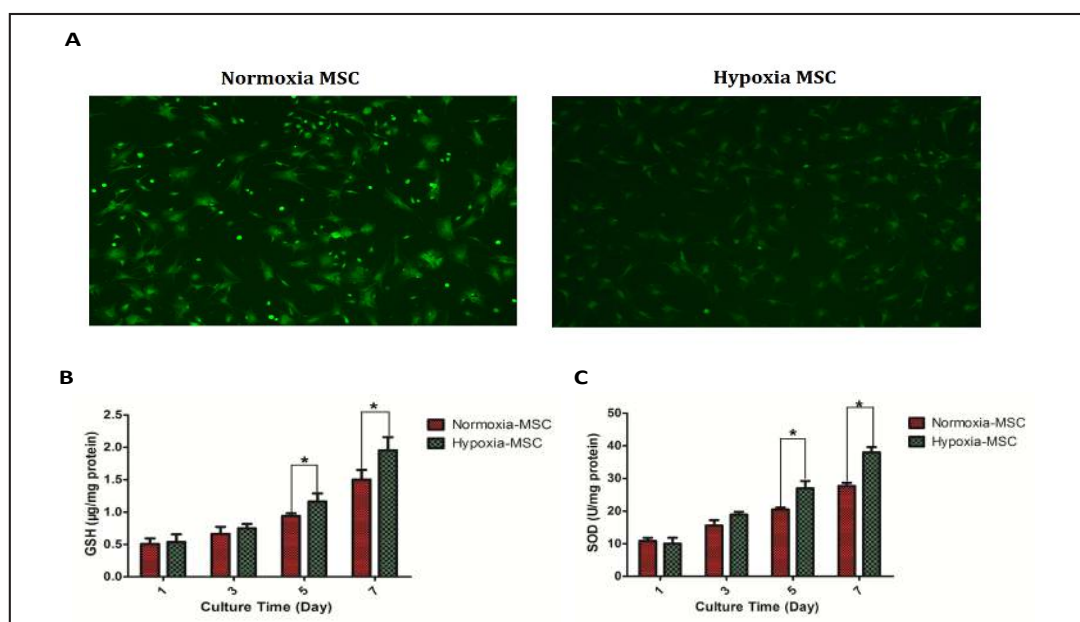 A
Normoxia MSC
Hypoxia MSC
B
GSH (µg/mg protein)
2.5
2.0
1.5
1.0
0.5
0.0
*
*
Normoxia-MSC
Hypoxia-MSC
1 3 5 7
Culture Time (Day)
C
SOD (U/mg protein)
50
40
30
20
10
0
*
*
Normoxia-MSC
Hypoxia-MSC
1 3 5 7
Culture Time (Day)